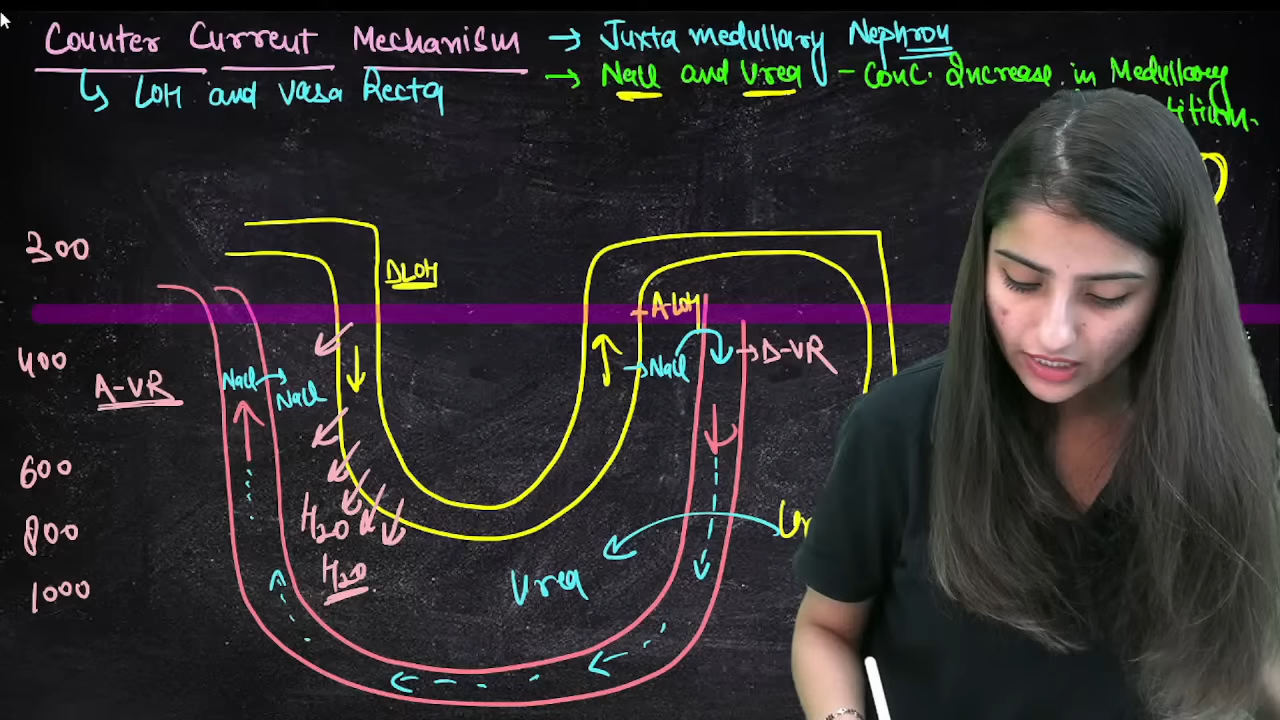 Counter Current Mechanism → Juxta medullary Nephron
↳ LOH and Vasa Recta
→ Nacl and Urea - Conc. Increase in Medullary
300
DLOH
A-LOH
400
Nacl
Nacl
Nacl
D-VR
A-VR
600
800
H₂O
1000
H₂O
Urea